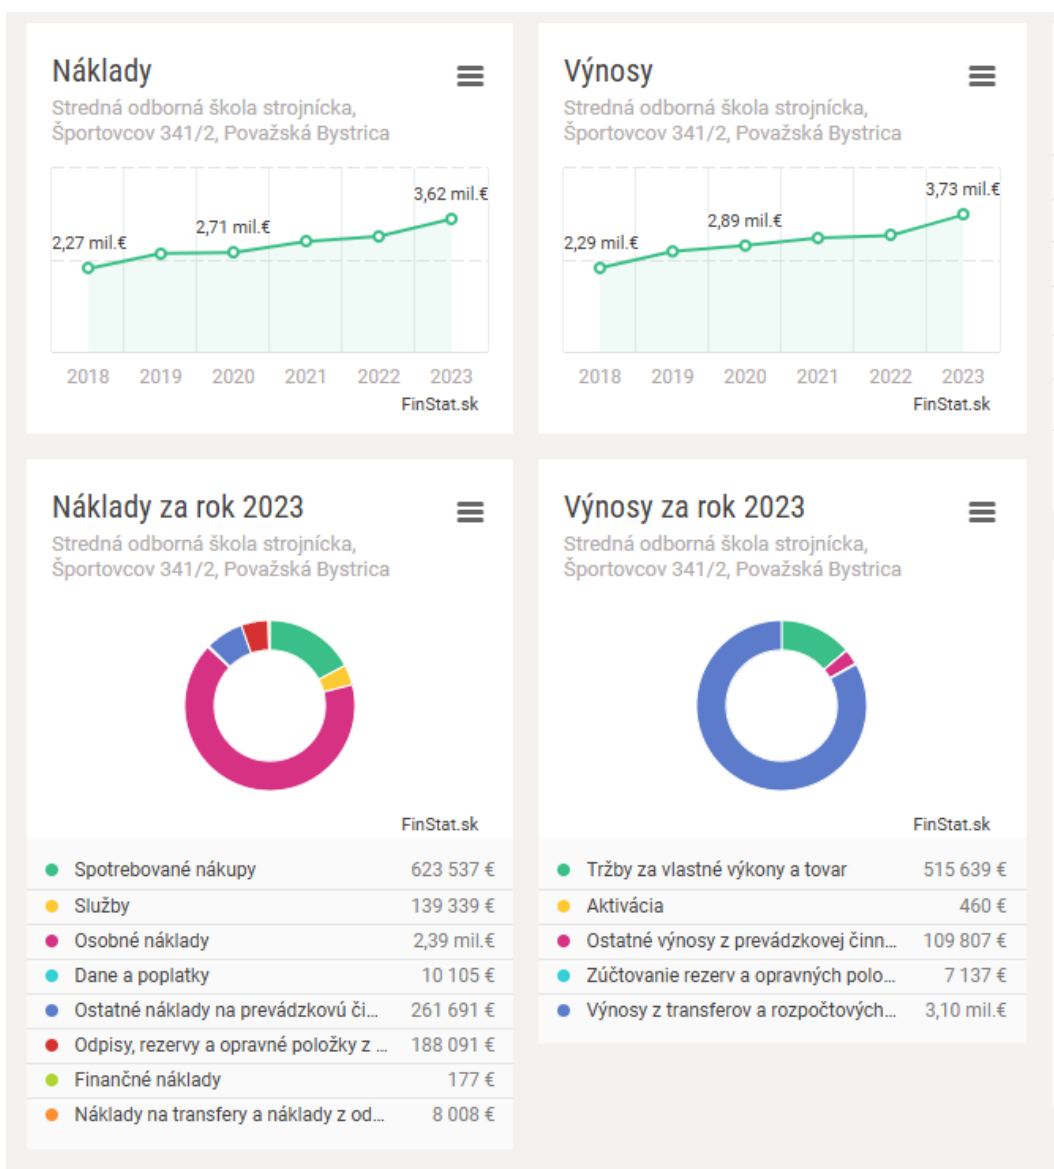 Náklady
Stredná odborná škola strojnícka,
Športovcov 341/2, Považská Bystrica
3,62 mil.€
2,71 mil.€
2,27 mil.€
2018 2019 2020 2021 2022 2023
FinStat.sk
Výnosy
Stredná odborná škola strojnícka,
Športovcov 341/2, Považská Bystrica
3,73 mil.€
2,89 mil.€
2,29 mil.€
2018 2019 2020 2021 2022 2023
FinStat.sk
Náklady za rok 2023
Stredná odborná škola strojnícka,
Športovcov 341/2, Považská Bystrica
FinStat.sk
Spotrebované nákupy 623 537 €
Služby 139 339 €
Osobné náklady 2,39 mil.€
Dane a poplatky 10 105 €
Ostatné náklady na prevádzkovú či... 261 691 €
Odpisy, rezervy a opravné položky z ... 188 091 €
Finančné náklady 177 €
Náklady na transfery a náklady z od... 8 008 €
Výnosy za rok 2023
Stredná odborná škola strojnícka,
Športovcov 341/2, Považská Bystrica
FinStat.sk
Tržby za vlastné výkony a tovar 515 639 €
Aktivácia 460 €
Ostatné výnosy z prevádzkovej činn... 109 807 €
Zúčtovanie rezerv a opravných polo... 7 137 €
Výnosy z transferov a rozpočtových... 3,10 mil.€